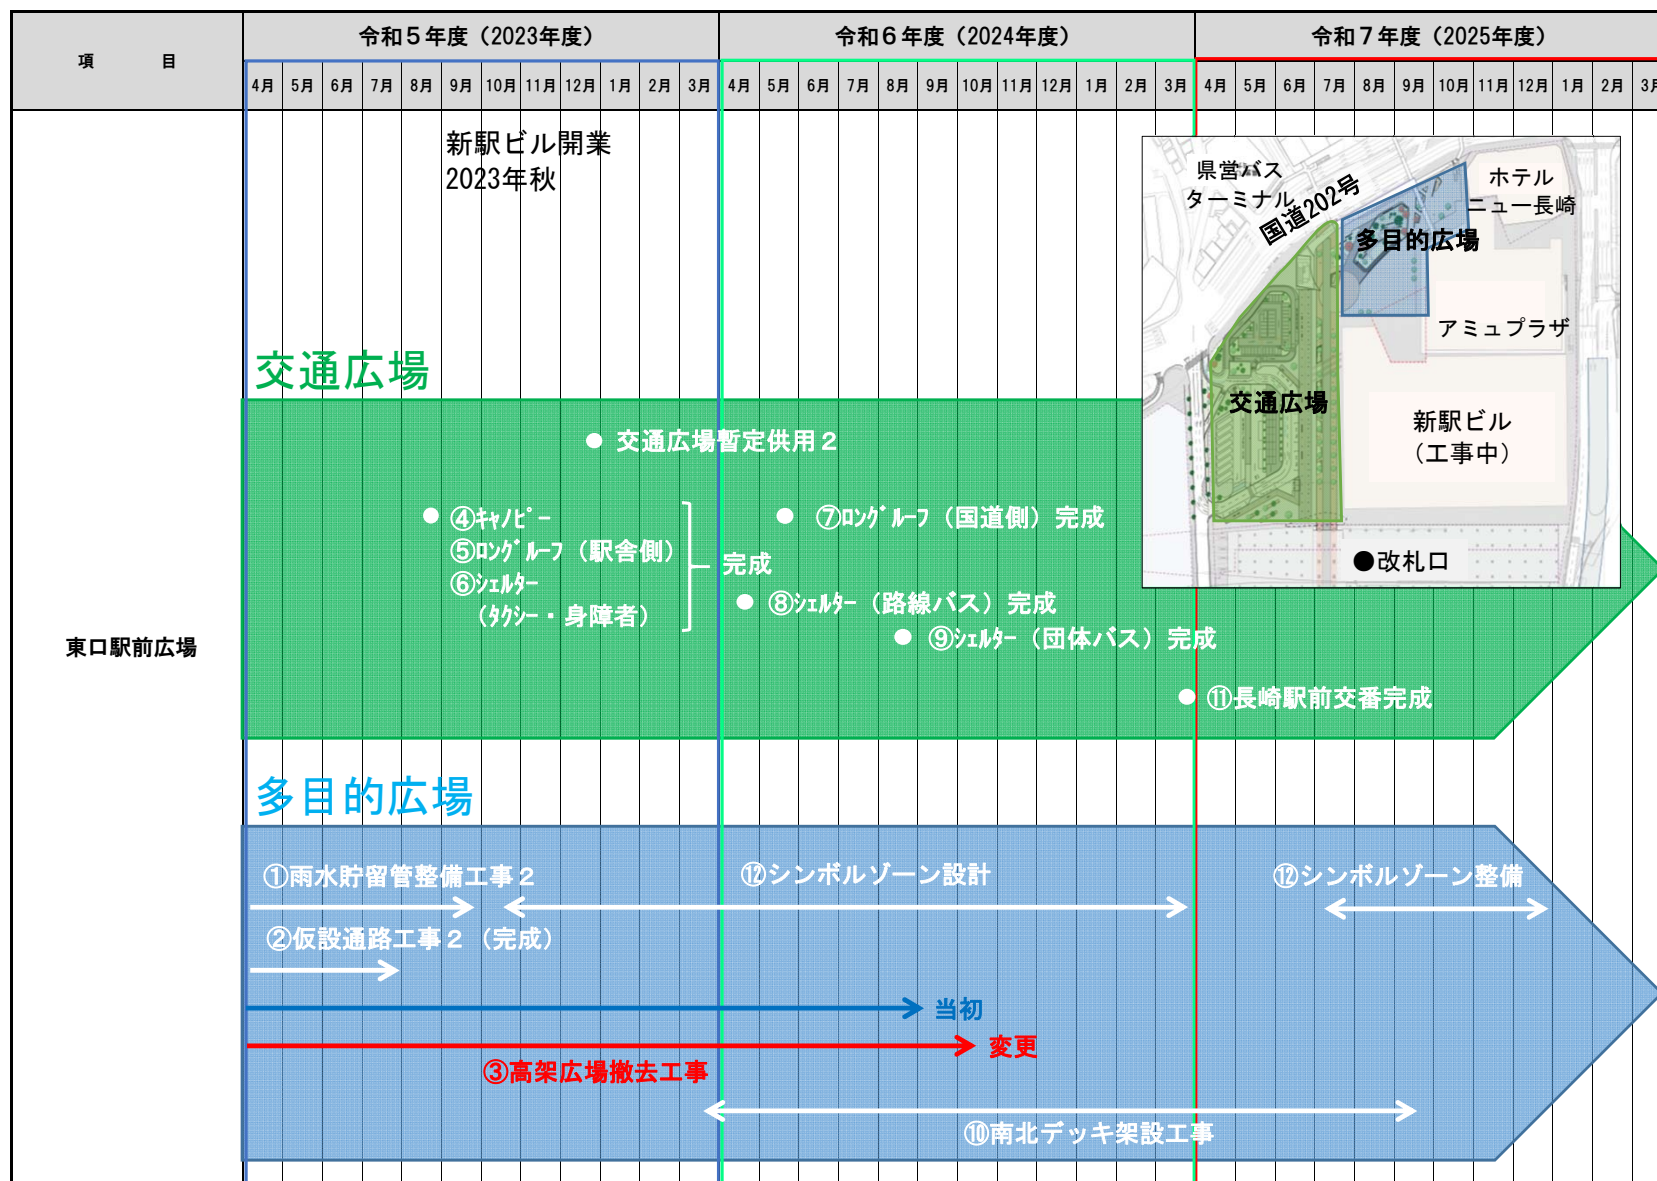 項　目
令和５年度（2023年度）
令和６年度（2024年度）
令和７年度（2025年度）
4月 5月 6月 7月 8月 9月 10月 11月 12月 1月 2月 3月 4月 5月 6月 7月 8月 9月 10月 11月 12月 1月 2月 3月 4月 5月 6月 7月 8月 9月 10月 11月 12月 1月 2月 3月
新駅ビル開業
2023年秋
県営バス
ターミナル
国道202号
ホテル
ニュー長崎
多目的広場
アミュプラザ
交通広場
新駅ビル
（工事中）
●改札口
東口駅前広場
交通広場
交通広場暫定供用２
④ｷｬﾉﾋﾟｰ
⑤ﾛﾝｸﾞﾙｰﾌ（駅舎側）
⑥ｼｪﾙﾀｰ
（ﾀｸｼｰ・身障者）
完成
⑦ﾛﾝｸﾞﾙｰﾌ（国道側）完成
⑧ｼｪﾙﾀｰ（路線バス）完成
⑨ｼｪﾙﾀｰ（団体バス）完成
⑪長崎駅前交番完成
多目的広場
①雨水貯留管整備工事２
⑫シンボルゾーン設計
⑫シンボルゾーン整備
②仮設通路工事２（完成）
当初
変更
③高架広場撤去工事
⑩南北デッキ架設工事